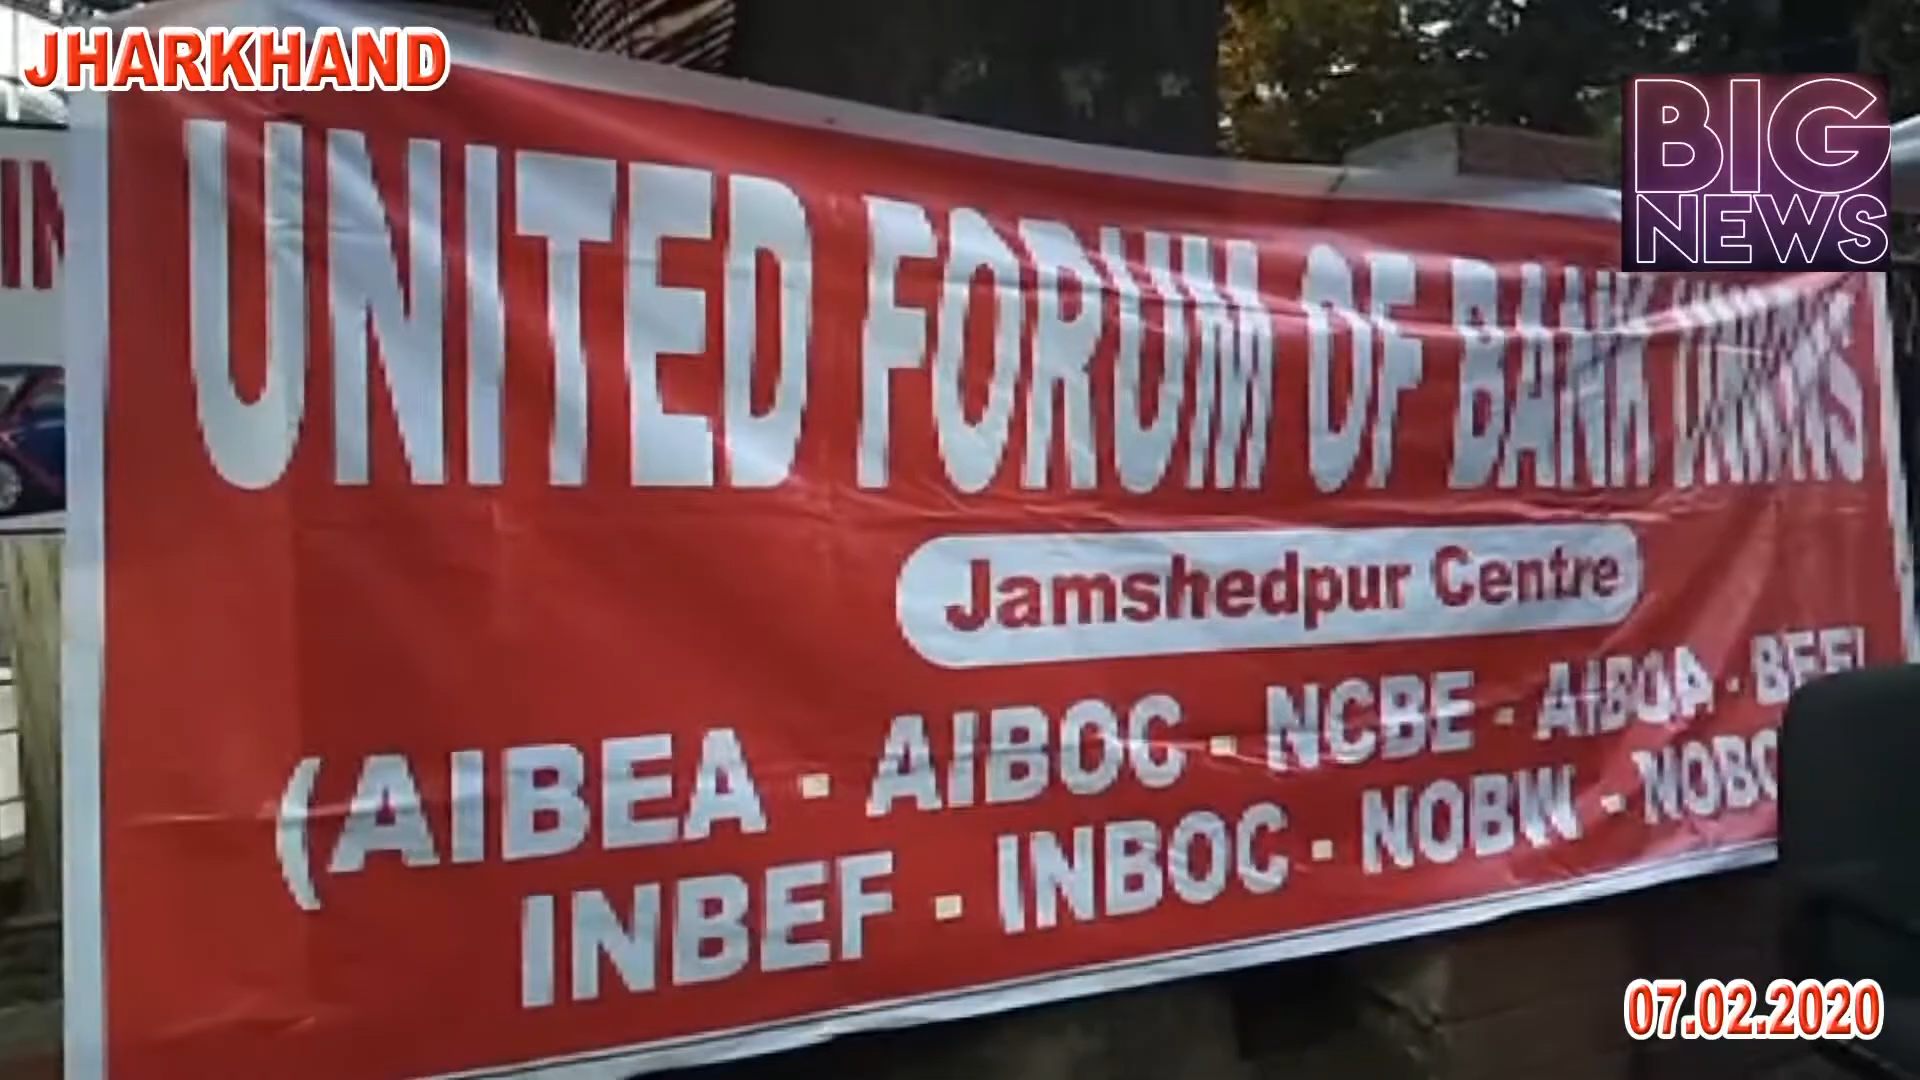 JHARKHAND
BIG
NEWS
IN
UNITED FORUM OF BANK UNIONS
Jamshedpur Centre
(AIBEA - AIBOC - NCBE - AIBOA - BEFI
INBEF - INBOC - NOBW - NOBO
07.02.2020